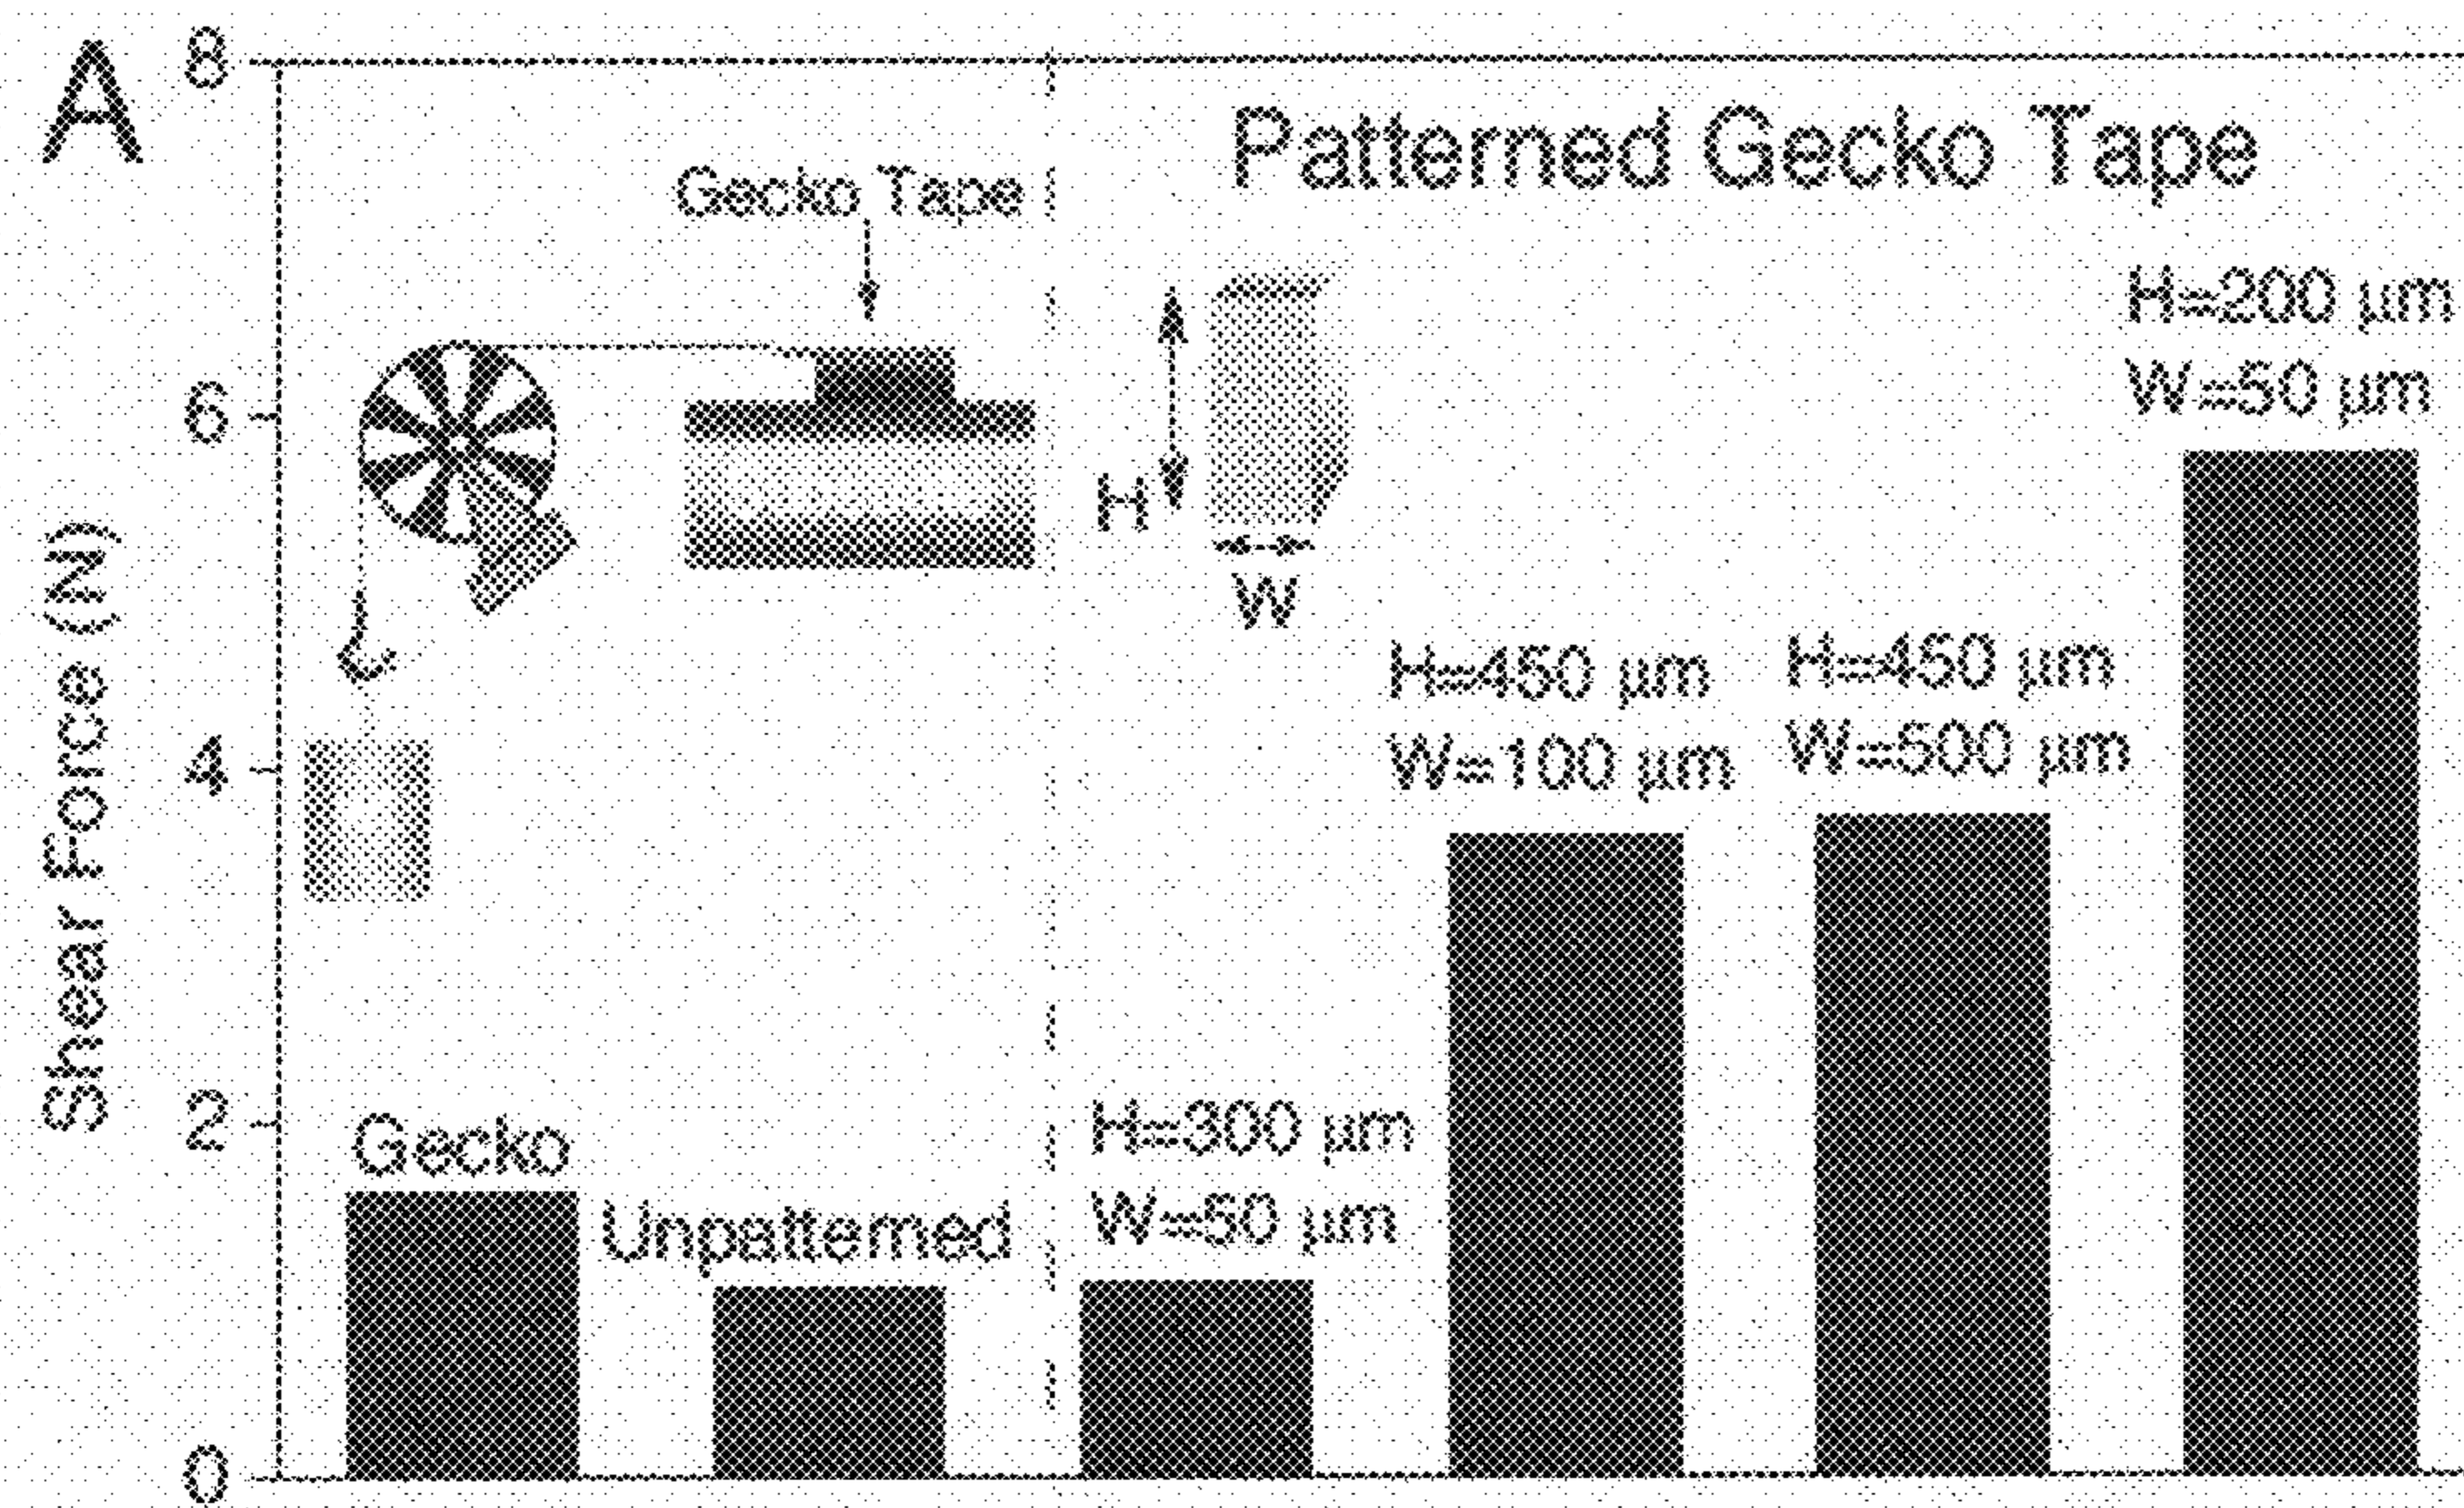 A
8
6
4
2
0
Shear Force (N)
Gecko Tape
Patterned Gecko Tape
H
W
Gecko
Unpatterned
H=300 μm
W=50 μm
H=450 μm
W=100 μm
H=450 μm
W=500 μm
H=200 μm
W=50 μm